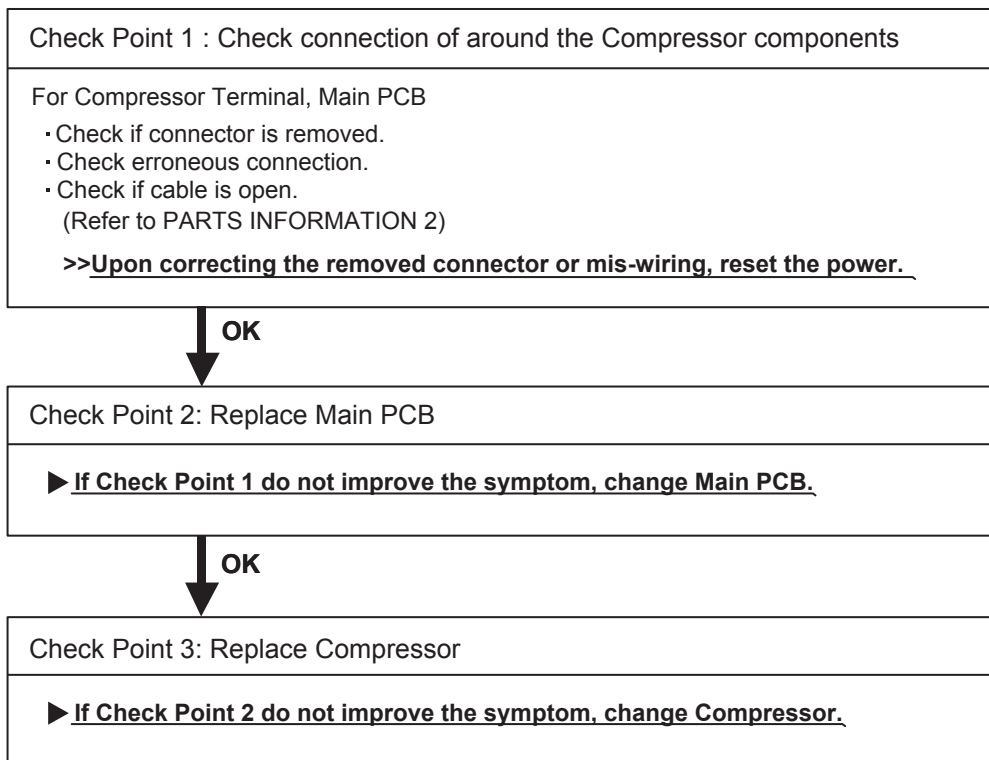 Check Point 1 : Check connection of around the Compressor components
For Compressor Terminal, Main PCB
・Check if connector is removed.
・Check erroneous connection.
・Check if cable is open.
(Refer to PARTS INFORMATION 2)
>>Upon correcting the removed connector or mis-wiring, reset the power.
OK
Check Point 2: Replace Main PCB
▶ If Check Point 1 do not improve the symptom, change Main PCB.
OK
Check Point 3: Replace Compressor
▶ If Check Point 2 do not improve the symptom, change Compressor.